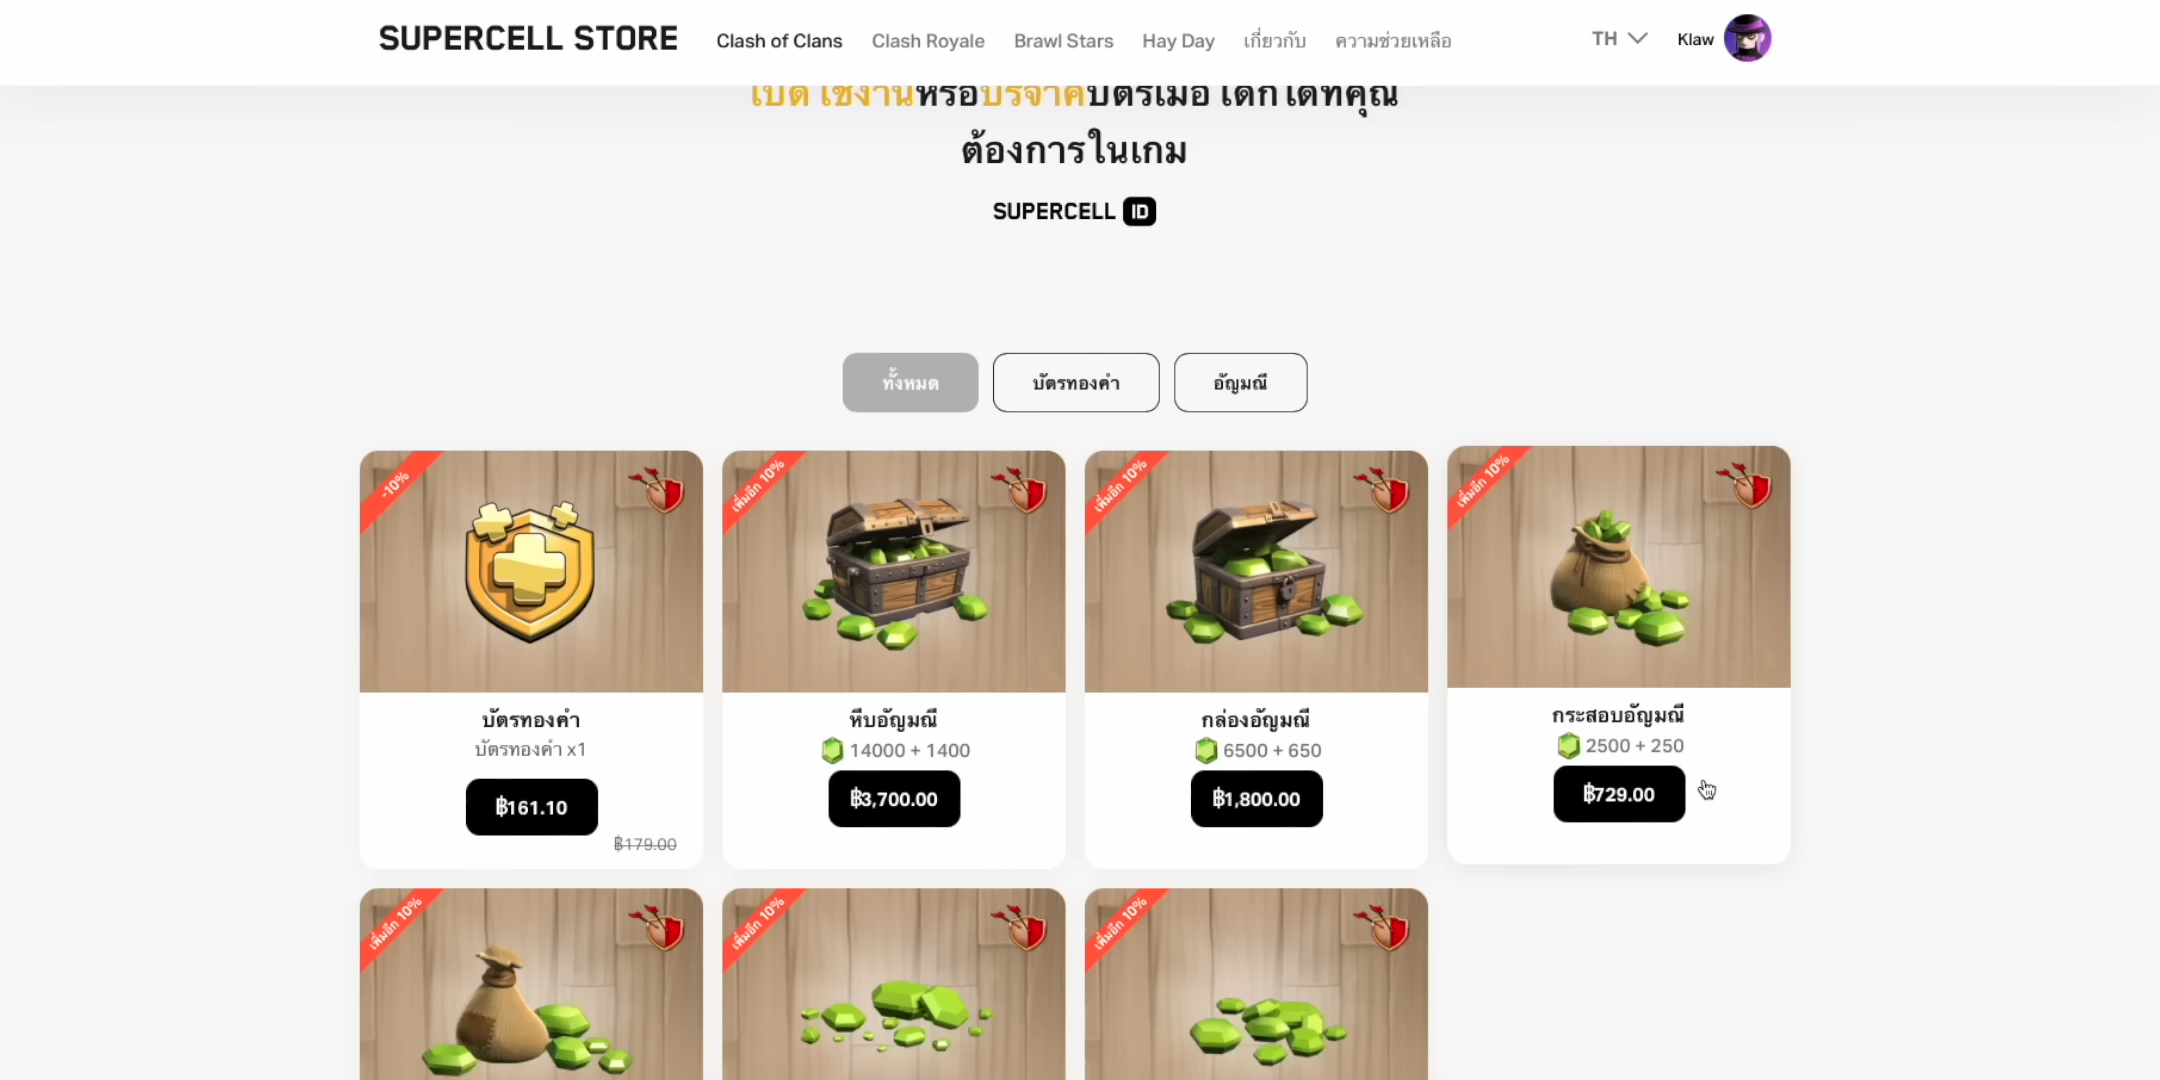 SUPERCELL STORE
Clash of Clans
Clash Royale
Brawl Stars
Hay Day
เกี่ยวกับ
ความช่วยเหลือ
TH
Klaw
ต้องการในเกม
SUPERCELL ID
ทั้งหมด
บัตรทองคำ
อัญมณี
-10%
เพิ่มอีก 10%
เพิ่มอีก 10%
เพิ่มอีก 10%
บัตรทองคำ
บัตรทองคำ x1
฿161.10
฿179.00
หีบอัญมณี
14000 + 1400
฿3,700.00
กล่องอัญมณี
6500 + 650
฿1,800.00
กระสอบอัญมณี
2500 + 250
฿729.00
เพิ่มอีก 10%
เพิ่มอีก 10%
เพิ่มอีก 10%